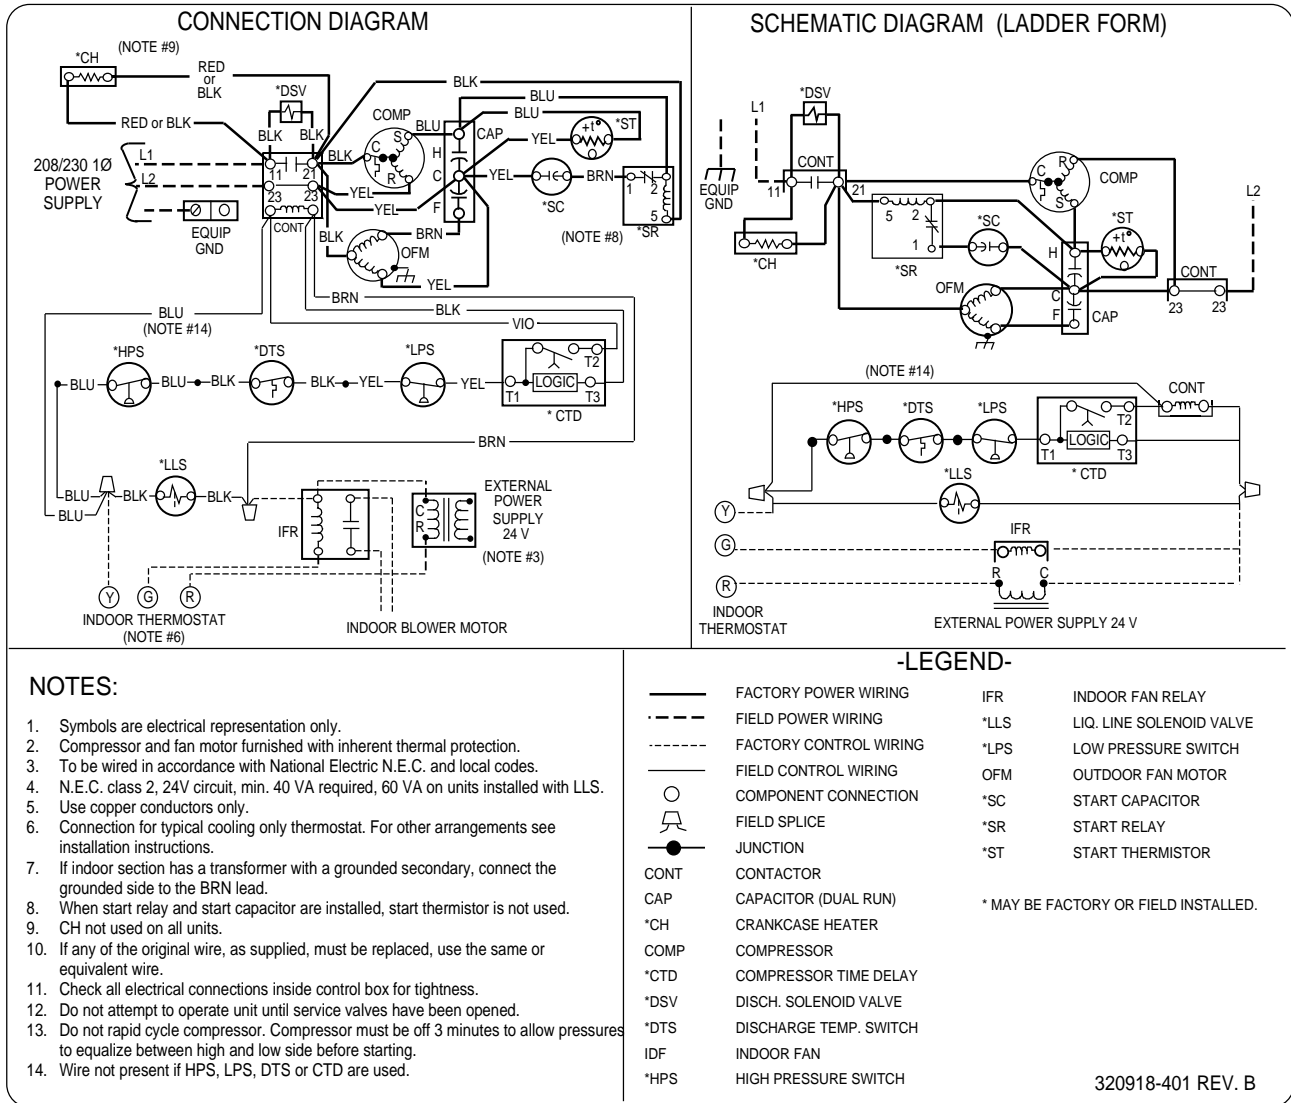 CONNECTION DIAGRAM
(NOTE #9)
*CH
RED
or
BLK
*DSV
BLK
BLU
BLU
COMP
BLU
CAP
*ST
+t°
RED or BLK
BLK
BLK
S
C
R
YEL
H
C
F
L1
L2
208/230 1Ø
POWER
SUPPLY
11
21
BLK
23
23
YEL
YEL
YEL
BRN
1
2
5
*SC
*SR
(NOTE #8)
CONT
EQUIP
GND
BLK
BRN
OFM
YEL
BRN
BLK
VIO
BLU
(NOTE #14)
*HPS
*DTS
*LPS
BLU
BLU
BLK
BLK
YEL
YEL
T2
LOGIC
T1
T3
* CTD
BRN
*LLS
BLU
BLK
BLK
BLU
IFR
C
R
EXTERNAL
POWER
SUPPLY
24 V
(NOTE #3)
Y
G
R
INDOOR THERMOSTAT
(NOTE #6)
INDOOR BLOWER MOTOR
SCHEMATIC DIAGRAM (LADDER FORM)
L1
*DSV
CONT
EQUIP
GND
11
21
R
C
S
COMP
L2
5
2
1
*SC
*ST
+t°
*CH
*SR
H
C
F
CONT
OFM
23
23
CAP
(NOTE #14)
CONT
*HPS
*DTS
*LPS
T2
LOGIC
T1
T3
* CTD
*LLS
Y
G
IFR
R
C
R
INDOOR
THERMOSTAT
EXTERNAL POWER SUPPLY 24 V
NOTES:
1. Symbols are electrical representation only.
2. Compressor and fan motor furnished with inherent thermal protection.
3. To be wired in accordance with National Electric N.E.C. and local codes.
4. N.E.C. class 2, 24V circuit, min. 40 VA required, 60 VA on units installed with LLS.
5. Use copper conductors only.
6. Connection for typical cooling only thermostat. For other arrangements see
installation instructions.
7. If indoor section has a transformer with a grounded secondary, connect the
grounded side to the BRN lead.
8. When start relay and start capacitor are installed, start thermistor is not used.
9. CH not used on all units.
10. If any of the original wire, as supplied, must be replaced, use the same or
equivalent wire.
11. Check all electrical connections inside control box for tightness.
12. Do not attempt to operate unit until service valves have been opened.
13. Do not rapid cycle compressor. Compressor must be off 3 minutes to allow pressures
to equalize between high and low side before starting.
14. Wire not present if HPS, LPS, DTS or CTD are used.
-LEGEND-
FACTORY POWER WIRING
FIELD POWER WIRING
FACTORY CONTROL WIRING
FIELD CONTROL WIRING
COMPONENT CONNECTION
FIELD SPLICE
JUNCTION
CONT CONTACTOR
CAP CAPACITOR (DUAL RUN)
*CH CRANKCASE HEATER
COMP COMPRESSOR
*CTD COMPRESSOR TIME DELAY
*DSV DISCH. SOLENOID VALVE
*DTS DISCHARGE TEMP. SWITCH
IDF INDOOR FAN
*HPS HIGH PRESSURE SWITCH
IFR INDOOR FAN RELAY
*LLS LIQ. LINE SOLENOID VALVE
*LPS LOW PRESSURE SWITCH
OFM OUTDOOR FAN MOTOR
*SC START CAPACITOR
*SR START RELAY
*ST START THERMISTOR
* MAY BE FACTORY OR FIELD INSTALLED.
320918-401 REV. B